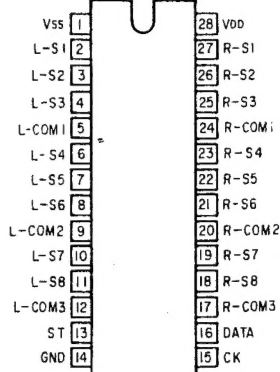 Vss 1 28 VDD
L-S1 2 27 R-S1
L-S2 3 26 R-S2
L-S3 4 25 R-S3
L-COM1 5 24 R-COM1
L-S4 6 23 R-S4
L-S5 7 22 R-S5
L-S6 8 21 R-S6
L-COM2 9 20 R-COM2
L-S7 10 19 R-S7
L-S8 11 18 R-S8
L-COM3 12 17 R-COM3
ST 13 16 DATA
GND 14 15 CK